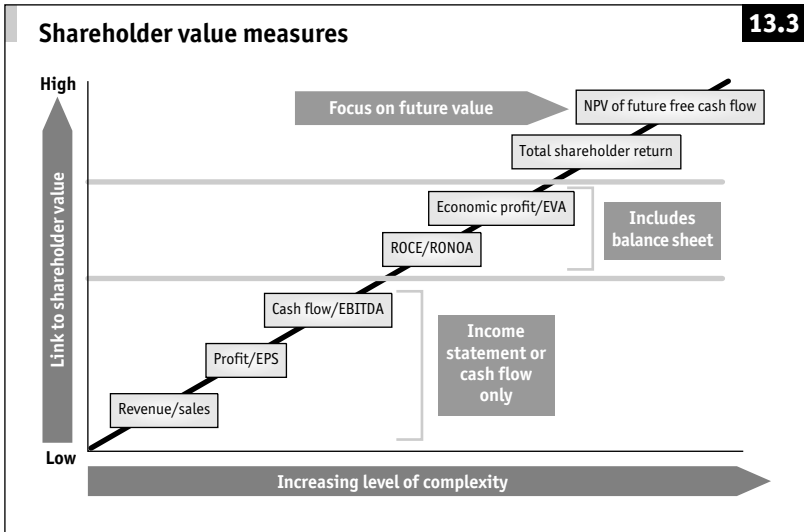 Shareholder value measures
13.3
High
Focus on future value
NPV of future free cash flow
Total shareholder return
Link to shareholder value
Economic profit/EVA
Includes
balance sheet
ROCE/RONOA
Cash flow/EBITDA
Income
statement or
cash flow
only
Profit/EPS
Revenue/sales
Low
Increasing level of complexity